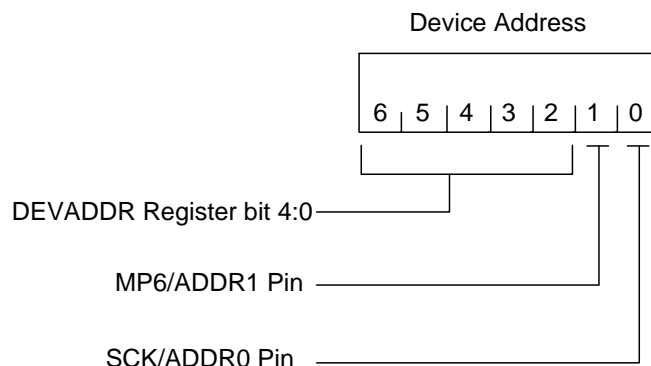 Device Address
6 5 4 3 2 1 0
DEVADDR Register bit 4:0
MP6/ADDR1 Pin
SCK/ADDR0 Pin